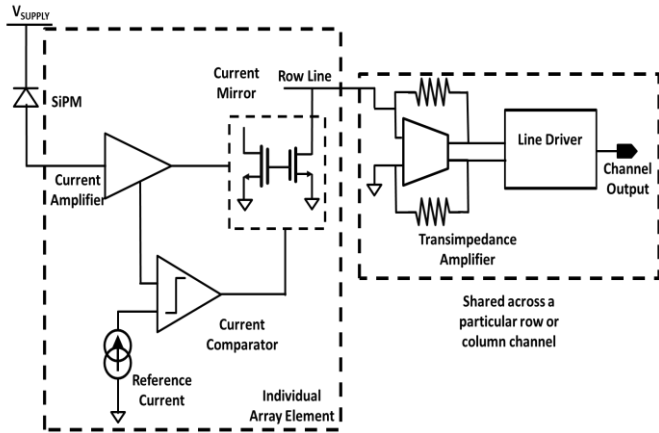 VSUPPLY
SiPM
Current
Mirror
Row Line
Current
Amplifier
Line Driver
Channel
Output
Transimpedance
Amplifier
Current
Comparator
Reference
Current
Individual
Array Element
Shared across a
particular row or
column channel